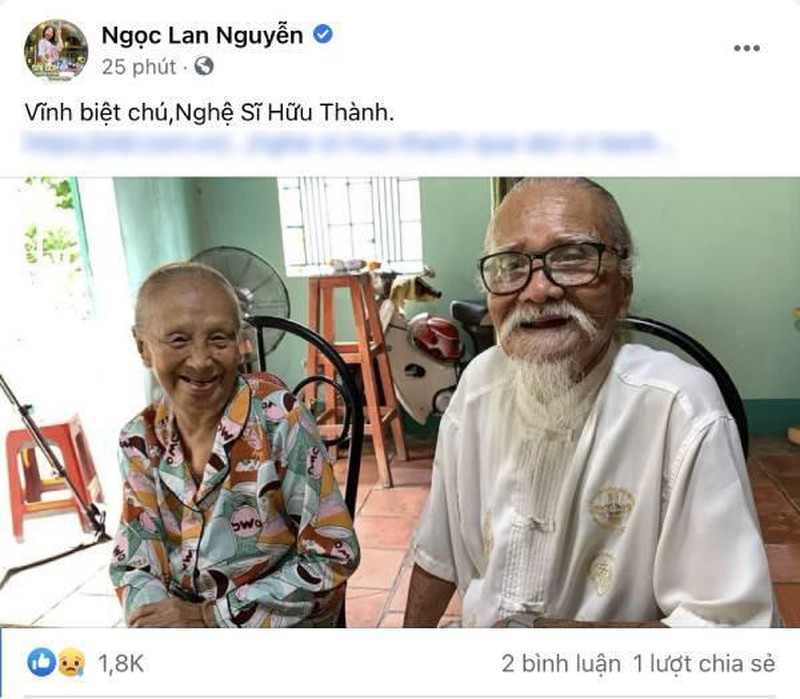 Ngọc Lan Nguyễn
25 phút ·
Vĩnh biệt chú,Nghệ Sĩ Hữu Thành.
1,8K
2 bình luận 1 lượt chia sẻ